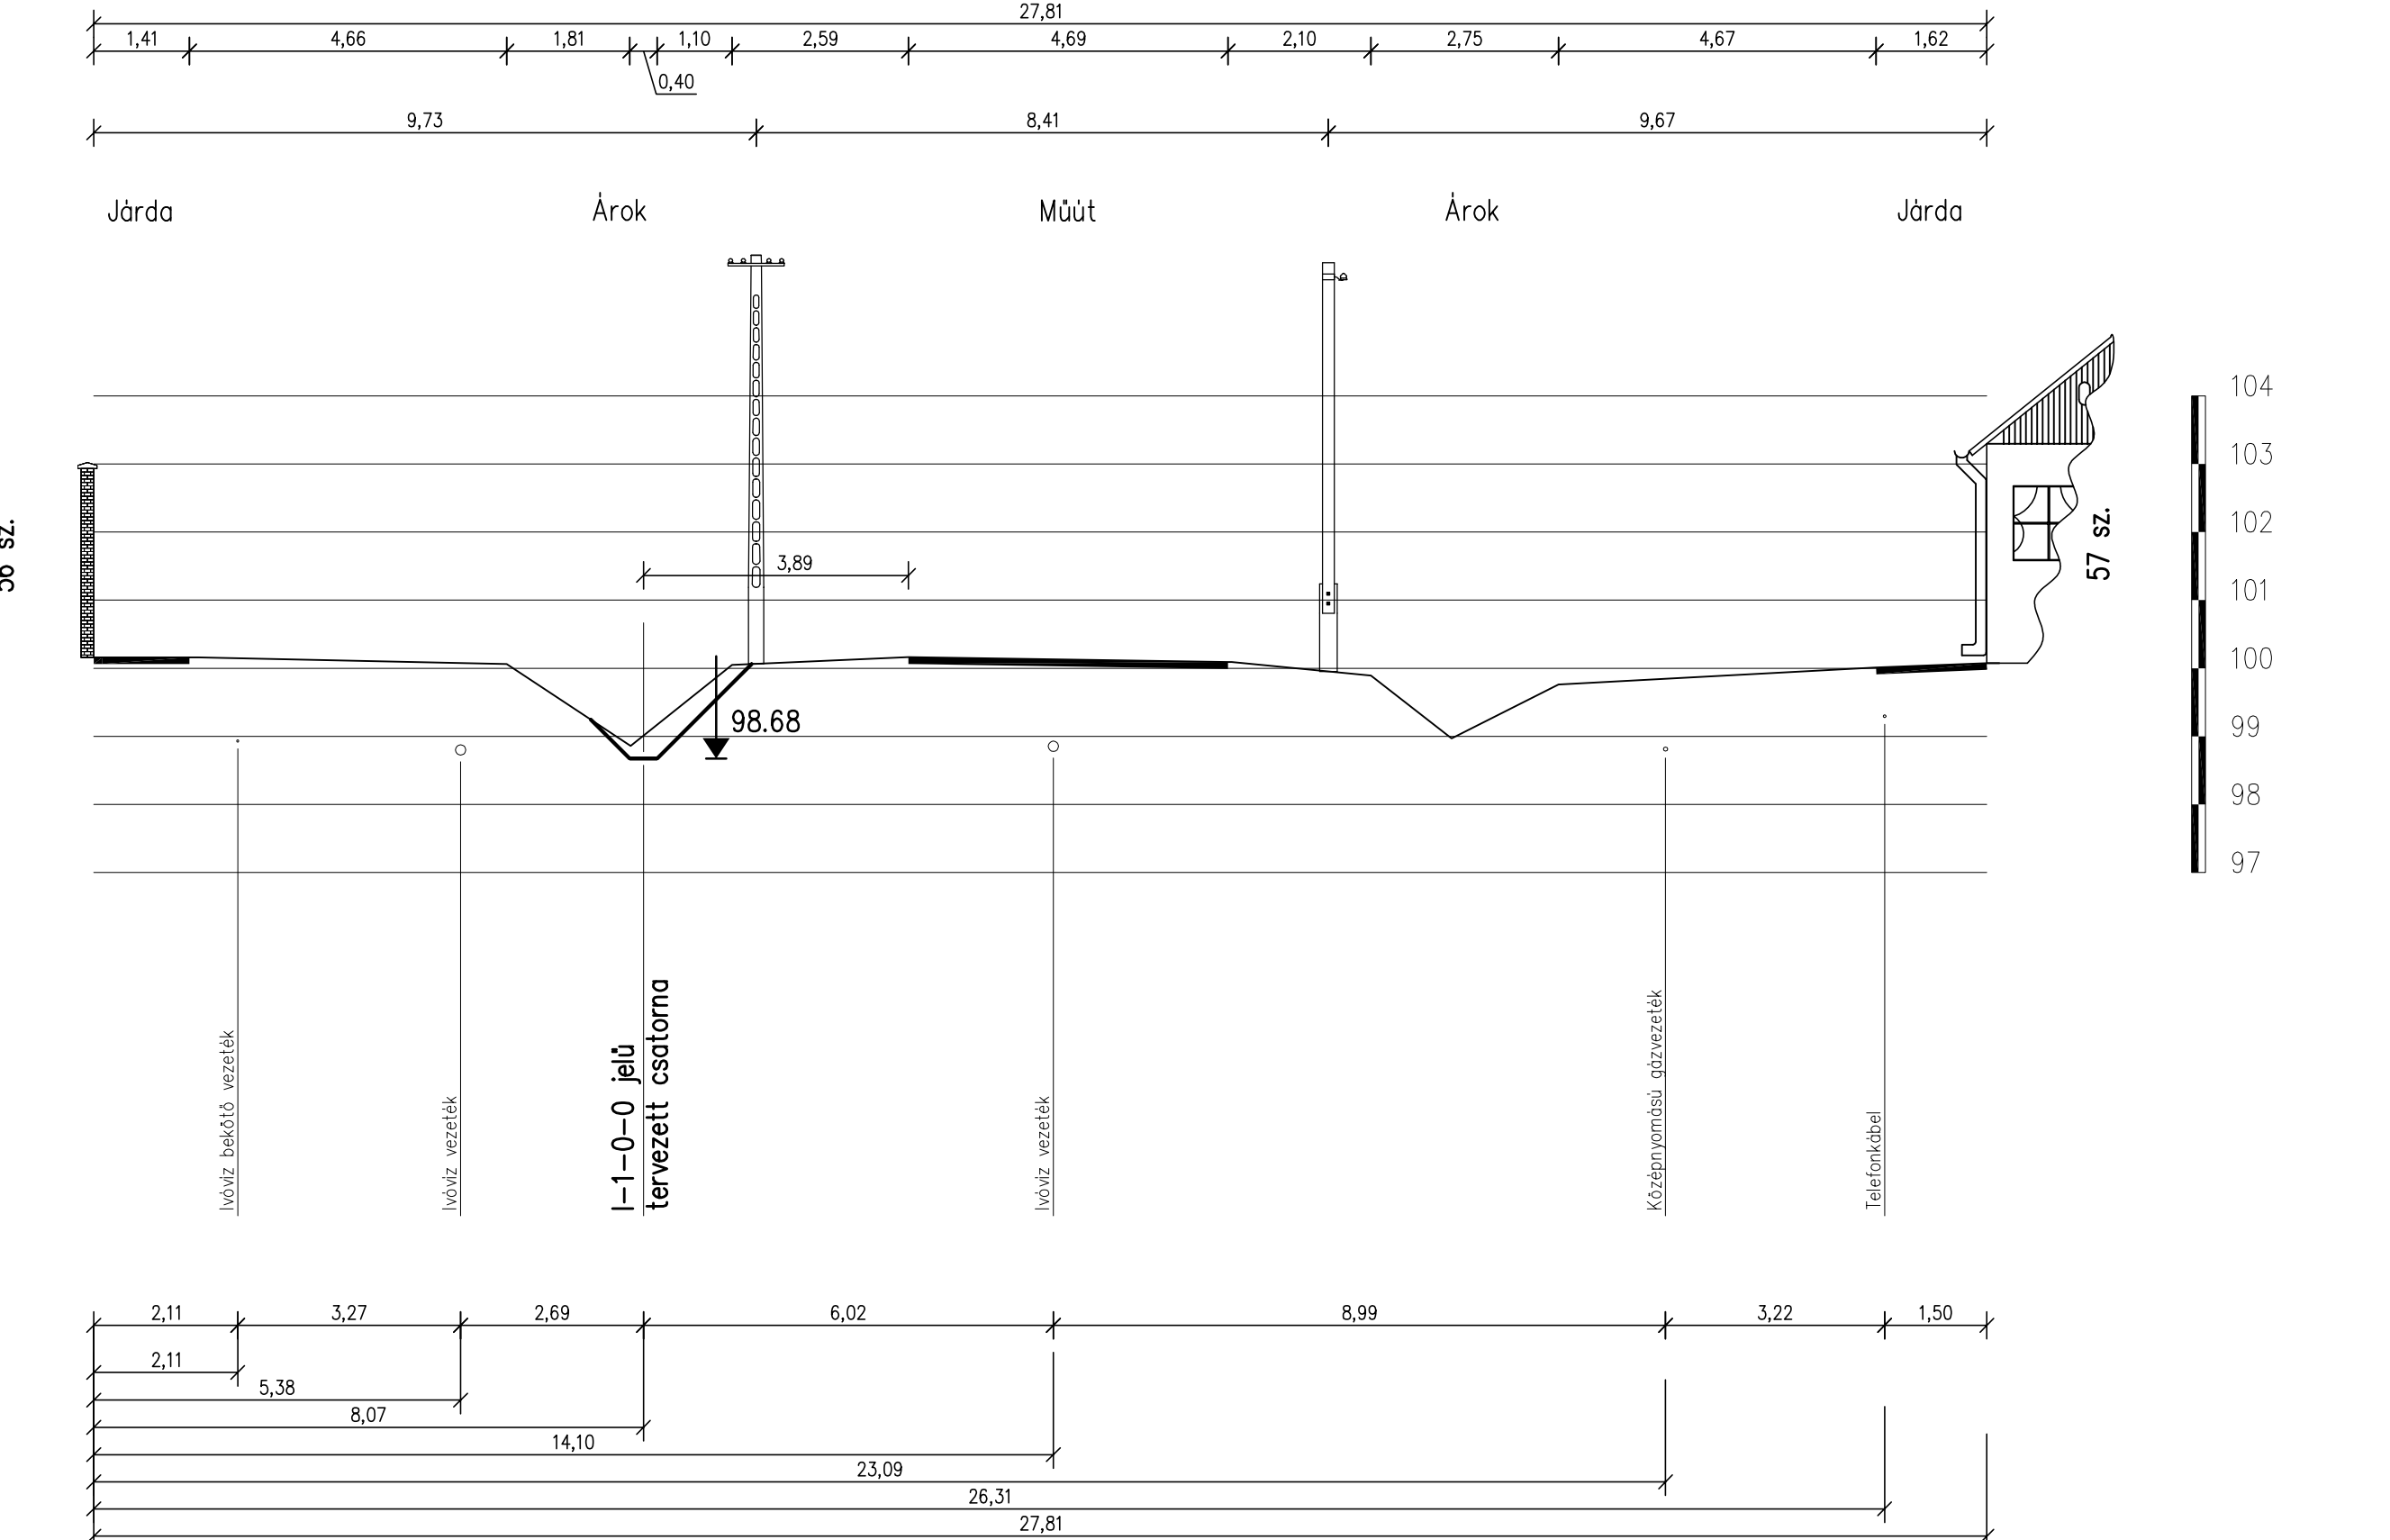 27,81
1,41 4,66 1,81 1,10 2,59 4,69 2,10 2,75 4,67 1,62
0,40
9,73 8,41 9,67
Járda Árok Műút Árok Járda
104
103
102
101
100
99
98
97
56 sz.
57 sz.
3,89
98.68
Ivóvíz bekötő vezeték
Ivóvíz vezeték
I-1-0-0 jelű
tervezett csatorna
Ivóvíz vezeték
Középnyomású gázvezeték
Telefonkábel
2,11 3,27 2,69 6,02 8,99 3,22 1,50
2,11
5,38
8,07
14,10
23,09
26,31
27,81